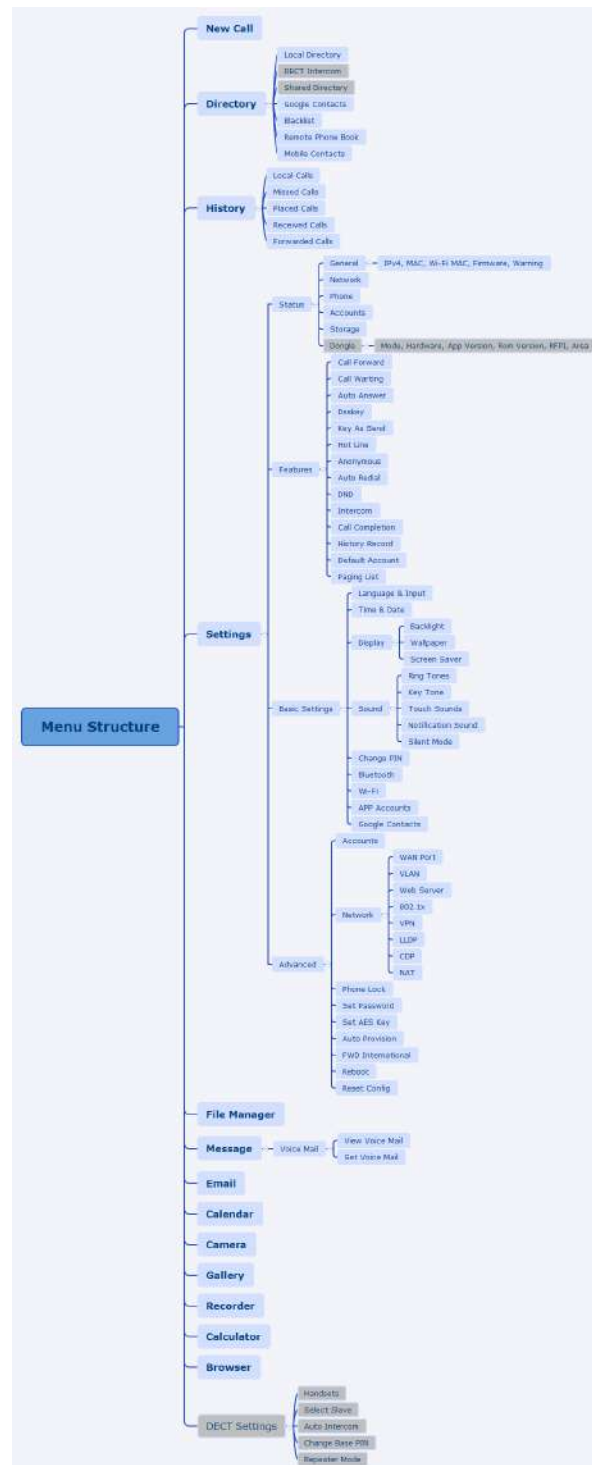 New Call
Local Directory
DECT Intercom
Shared Directory
Directory
Google Contacts
Blacklist
Remote Phone Book
Mobile Contacts
Local Calls
Missed Calls
History
Placed Calls
Received Calls
Forwarded Calls
General
IPv4, MAC, Wi-Fi MAC, Firmware, Warning
Network
Phone
Status
Accounts
Storage
Dongle
Mode, Hardware, App Version, Rom Version, RFPI, Area
Call Forward
Call Waiting
Auto Answer
Dsskey
Key As Send
Hot Line
Anonymous
Features
Auto Redial
DND
Intercom
Call Completion
History Record
Default Account
Paging List
Settings
Language & Input
Time & Date
Display
Backlight
Wallpaper
Screen Saver
Basic Settings
Sound
Ring Tones
Key Tone
Touch Sounds
Notification Sound
Silent Mode
Menu Structure
Change PIN
Bluetooth
Wi-Fi
APP Accounts
Google Contacts
Accounts
Network
WAN Port
VLAN
Web Server
802.1x
VPN
LLDP
CDP
NAT
Advanced
Phone Lock
Set Password
Set AES Key
Auto Provision
FWD International
Reboot
Reset Config
File Manager
Message
Voice Mail
View Voice Mail
Set Voice Mail
Email
Calendar
Camera
Gallery
Recorder
Calculator
Browser
DECT Settings
Handsets
Select Slave
Auto Intercom
Change Base PIN
Repeater Mode